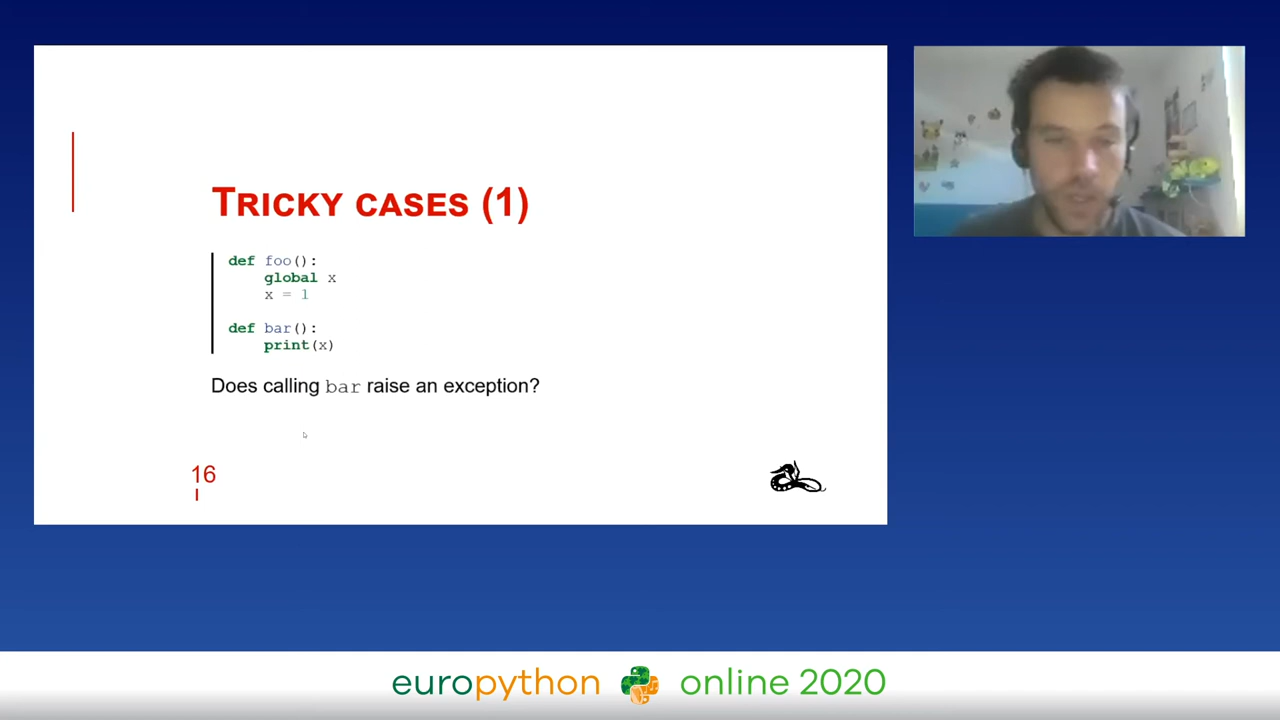 TRICKY CASES (1)
def foo():
    global x
    x = 1
def bar():
    print(x)
Does calling bar raise an exception?
16
europython online 2020